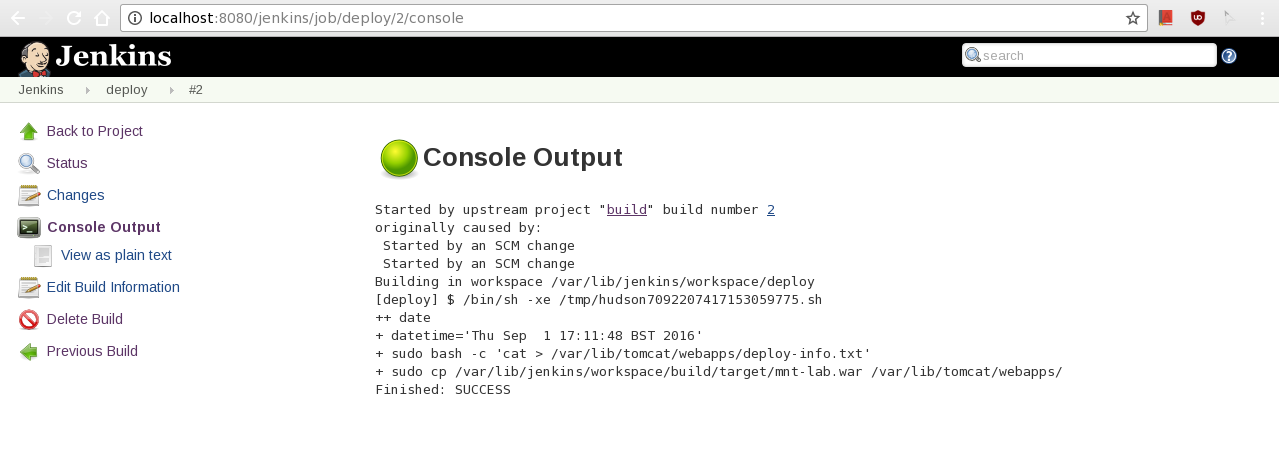 localhost:8080/jenkins/job/deploy/2/console
Jenkins
search
Jenkins deploy #2
Back to Project
Status
Changes
Console Output
View as plain text
Edit Build Information
Delete Build
Previous Build
Console Output
Started by upstream project "build" build number 2
originally caused by:
 Started by an SCM change
 Started by an SCM change
Building in workspace /var/lib/jenkins/workspace/deploy
[deploy] $ /bin/sh -xe /tmp/hudson7092207417153059775.sh
++ date
+ datetime='Thu Sep  1 17:11:48 BST 2016'
+ sudo bash -c 'cat > /var/lib/tomcat/webapps/deploy-info.txt'
+ sudo cp /var/lib/jenkins/workspace/build/target/mnt-lab.war /var/lib/tomcat/webapps/
Finished: SUCCESS